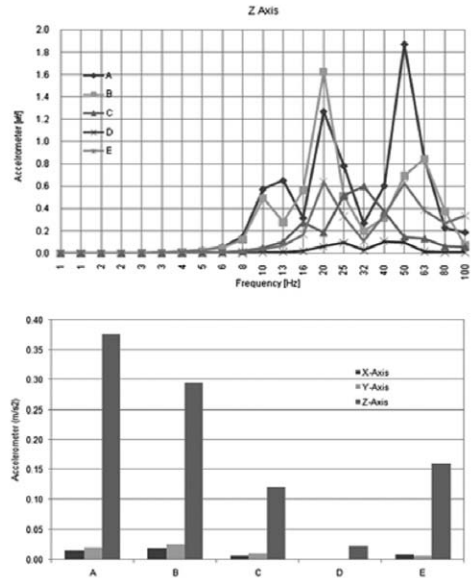 Z Axis
2.0
1.8
1.6
1.4
1.2
1.0
0.8
0.6
0.4
0.2
0.0
Accelerometer [eff]
A
B
C
D
E
1 1 2 2 3 3 4 5 6 8 10 13 16 20 25 32 40 50 63 80 100
Frequency [Hz]
0.40
0.35
0.30
0.25
0.20
0.15
0.10
0.05
0.00
Accelerometer (m/s2)
X-Axis
Y-Axis
Z-Axis
A B C D E